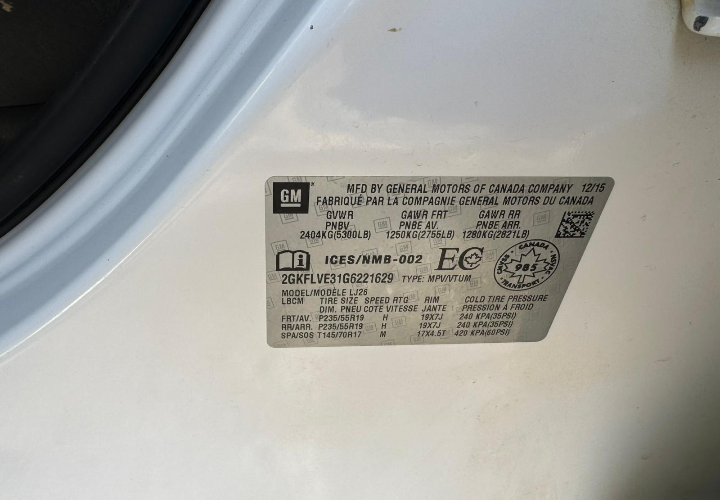 GM
MFD BY GENERAL MOTORS OF CANADA COMPANY 12/15
FABRIQUÉ PAR LA COMPAGNIE GENERAL MOTORS DU CANADA
GVWR GAWR FRT GAWR RR
PNBV PNBE AV. PNBE ARR.
2404KG(5300LB) 1250KG(2755LB) 1280KG(2821LB)
ICES/NMB-002 EC CANADA 985
2GKFLVE31G6221629 TYPE: MPV/VTUM
MODEL/MODÈLE LJ26
LBCM TIRE SIZE SPEED RTG RIM COLD TIRE PRESSURE
DIM. PNEU COTE VITESSE JANTE PRESSION À FROID
FRT/AV. P235/55R19 H 19X7J 240 KPA(35PSI)
RR/ARR. P235/55R19 H 19X7J 240 KPA(35PSI)
SPA/SOS T145/70R17 M 17X4.5T 420 KPA(60PSI)